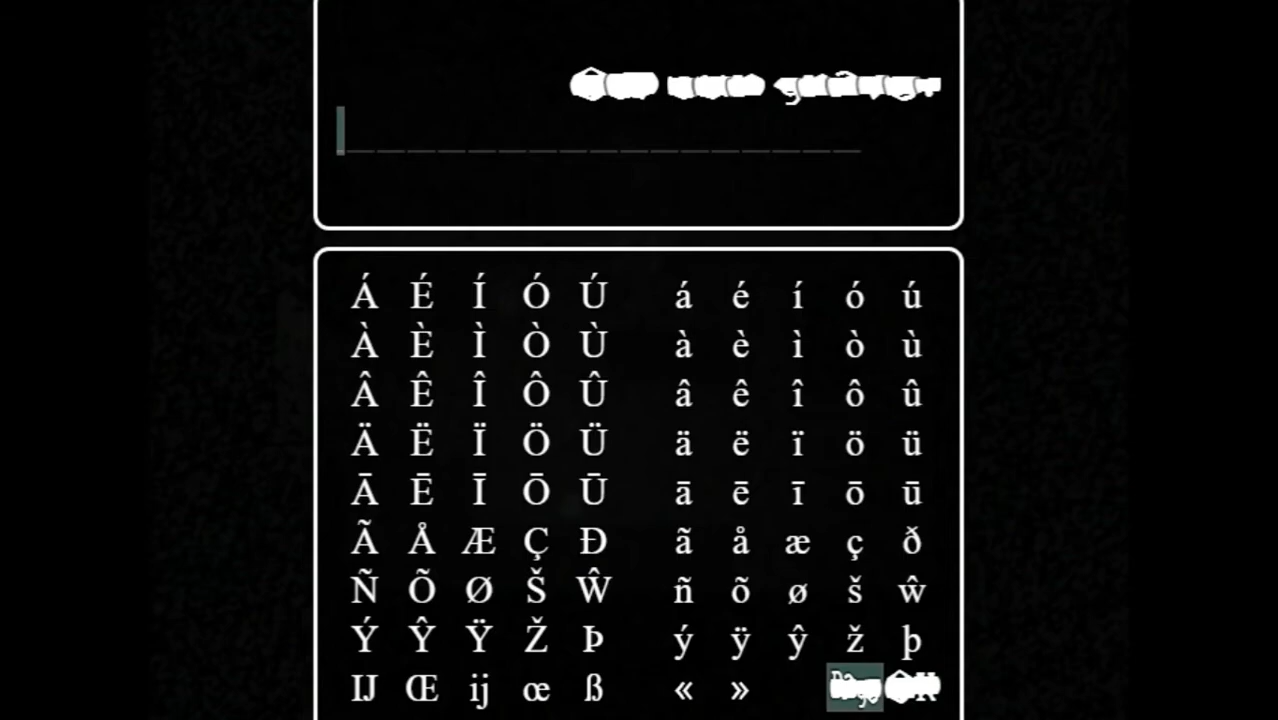 Á É Í Ó Ú á é í ó ú
À È Ì Ò Ù à è ì ò ù
Â Ê Î Ô Û â ê î ô û
Ä Ë Ï Ö Ü ä ë ï ö ü
Ā Ē Ī Ō Ū ā ē ī ō ū
Ã Å Æ Ç Ð ã å æ ç ð
Ñ Õ Ø Š Ŵ ñ õ ø š ŵ
Ý Ŷ Ÿ Ž Þ ý ÿ ŷ ž þ
IJ Œ ij œ ß « »